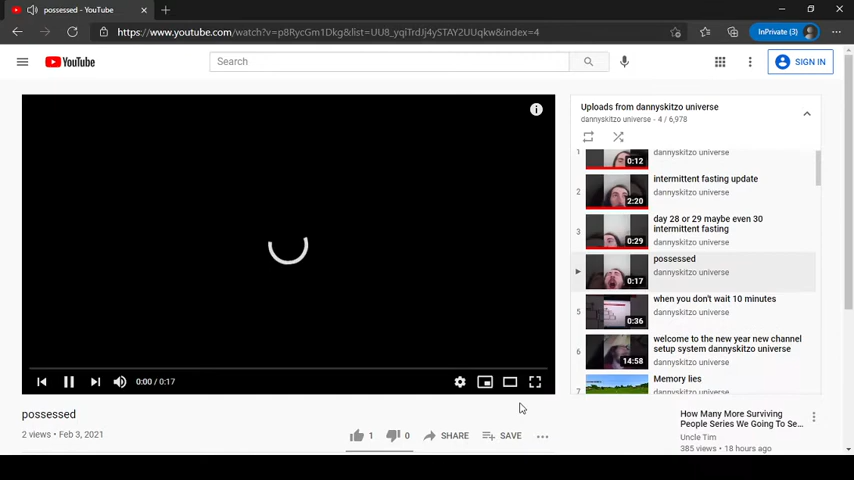 possessed - YouTube
https://www.youtube.com/watch?v=p8RycGm1Dkg&list=UU8_yqiTrdJj4ySTAY2UUqkw&index=4
InPrivate (3)
YouTube
Search
SIGN IN
Uploads from dannyskitzo universe
dannyskitzo universe - 4 / 6,978
1
0:12
dannyskitzo universe
2
2:20
intermittent fasting update
dannyskitzo universe
3
0:29
day 28 or 29 maybe even 30
intermittent fasting
dannyskitzo universe
0:17
possessed
dannyskitzo universe
5
0:36
when you don't wait 10 minutes
dannyskitzo universe
6
14:58
welcome to the new year new channel
setup system dannyskitzo universe
dannyskitzo universe
7
Memory lies
dannyskitzo universe
0:00 / 0:17
possessed
2 views • Feb 3, 2021
1
0
SHARE
SAVE
How Many More Surviving
People Series We Going To Se...
Uncle Tim
385 views • 18 hours ago